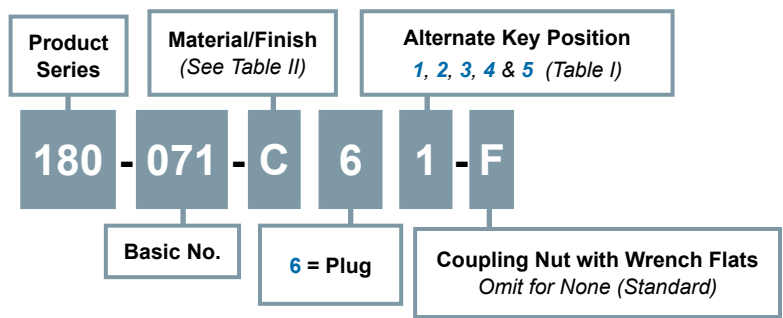 Product
Series
Material/Finish
(See Table II)
Alternate Key Position
1, 2, 3, 4 & 5 (Table I)
180 - 071 - C 6 1 - F
Basic No.
6 = Plug
Coupling Nut with Wrench Flats
Omit for None (Standard)